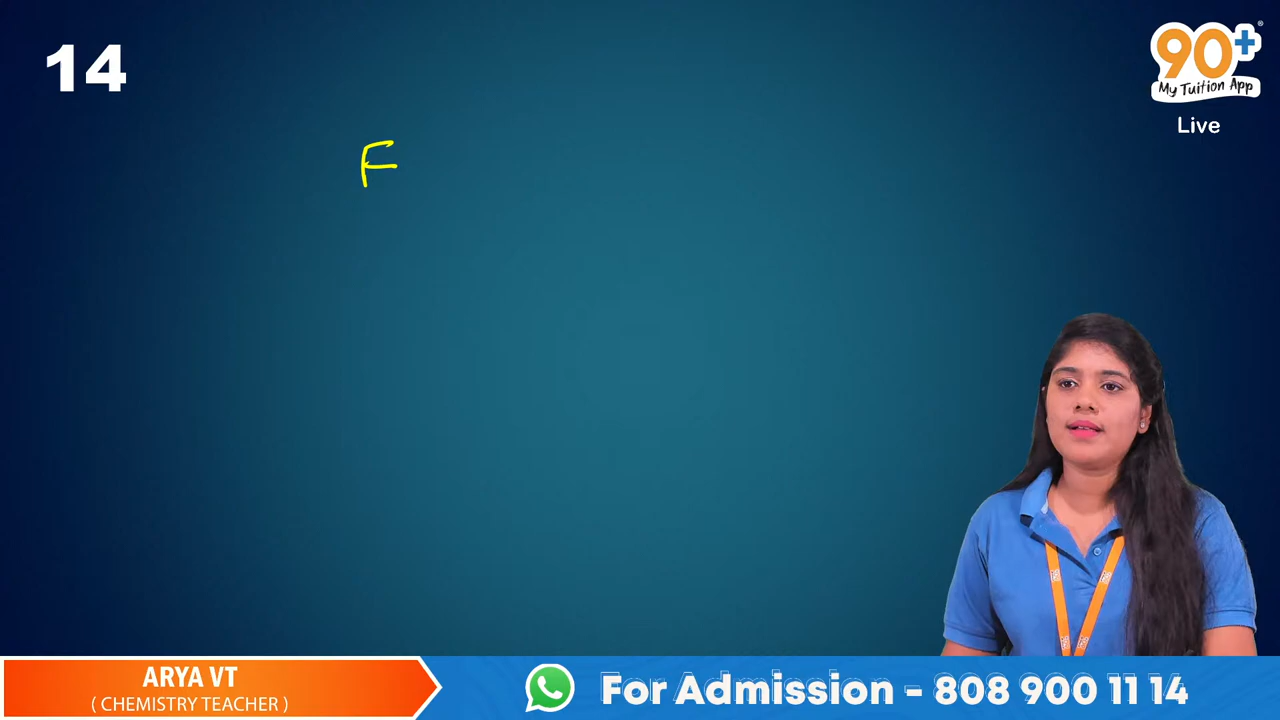 14
90+
My Tuition App
Live
F
ARYA VT
( CHEMISTRY TEACHER )
For Admission - 808 900 11 14